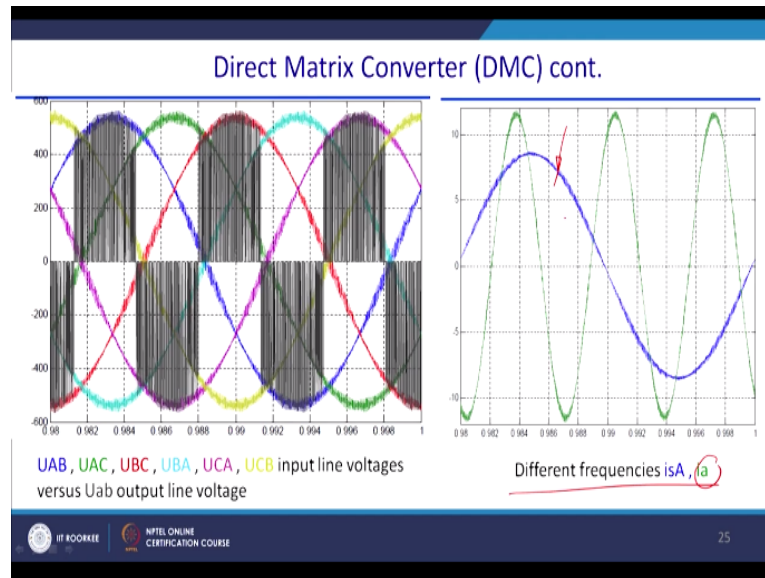 Direct Matrix Converter (DMC) cont.
600
400
200
0
-200
-400
-600
0.98 0.982 0.984 0.986 0.988 0.99 0.992 0.994 0.996 0.998 1
10
5
0
-5
-10
0.98 0.982 0.984 0.986 0.988 0.99 0.992 0.994 0.996 0.998 1
UAB , UAC , UBC , UBA , UCA , UCB input line voltages
versus Uab output line voltage
Different frequencies isA , ia
IIT ROORKEE
NPTEL ONLINE
CERTIFICATION COURSE
25